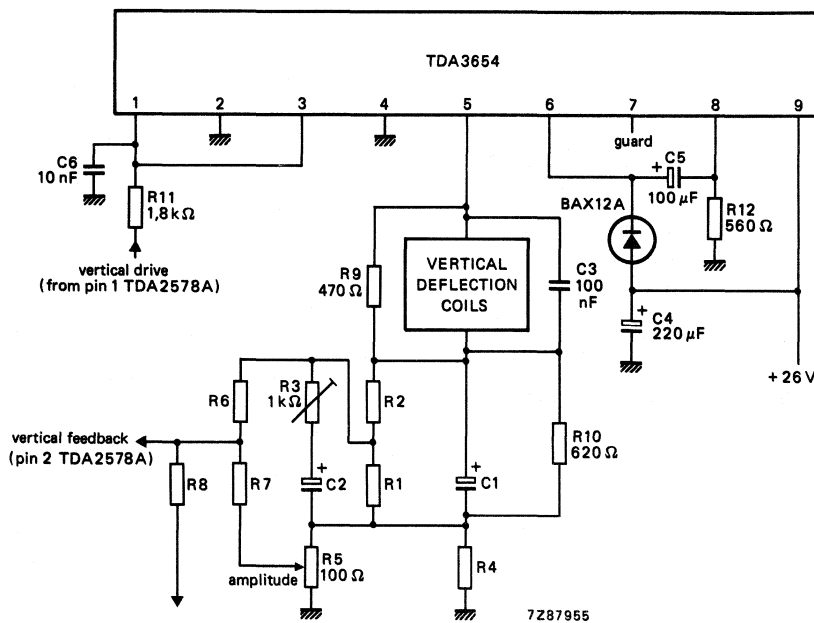 TDA3654
1 2 3 4 5 6 7 8 9
guard
C6
10 nF
R11
1,8 kΩ
vertical drive
(from pin 1 TDA2578A)
+
C5
100 μF
BAX12A
R12
560 Ω
R9
470 Ω
VERTICAL
DEFLECTION
COILS
C3
100
nF
+
C4
220 μF
+ 26 V
R6
R3
1 kΩ
R2
vertical feedback
(pin 2 TDA2578A)
R10
620 Ω
R8
R7
+
C2
R1
+
C1
amplitude
R5
100 Ω
R4
7Z87955